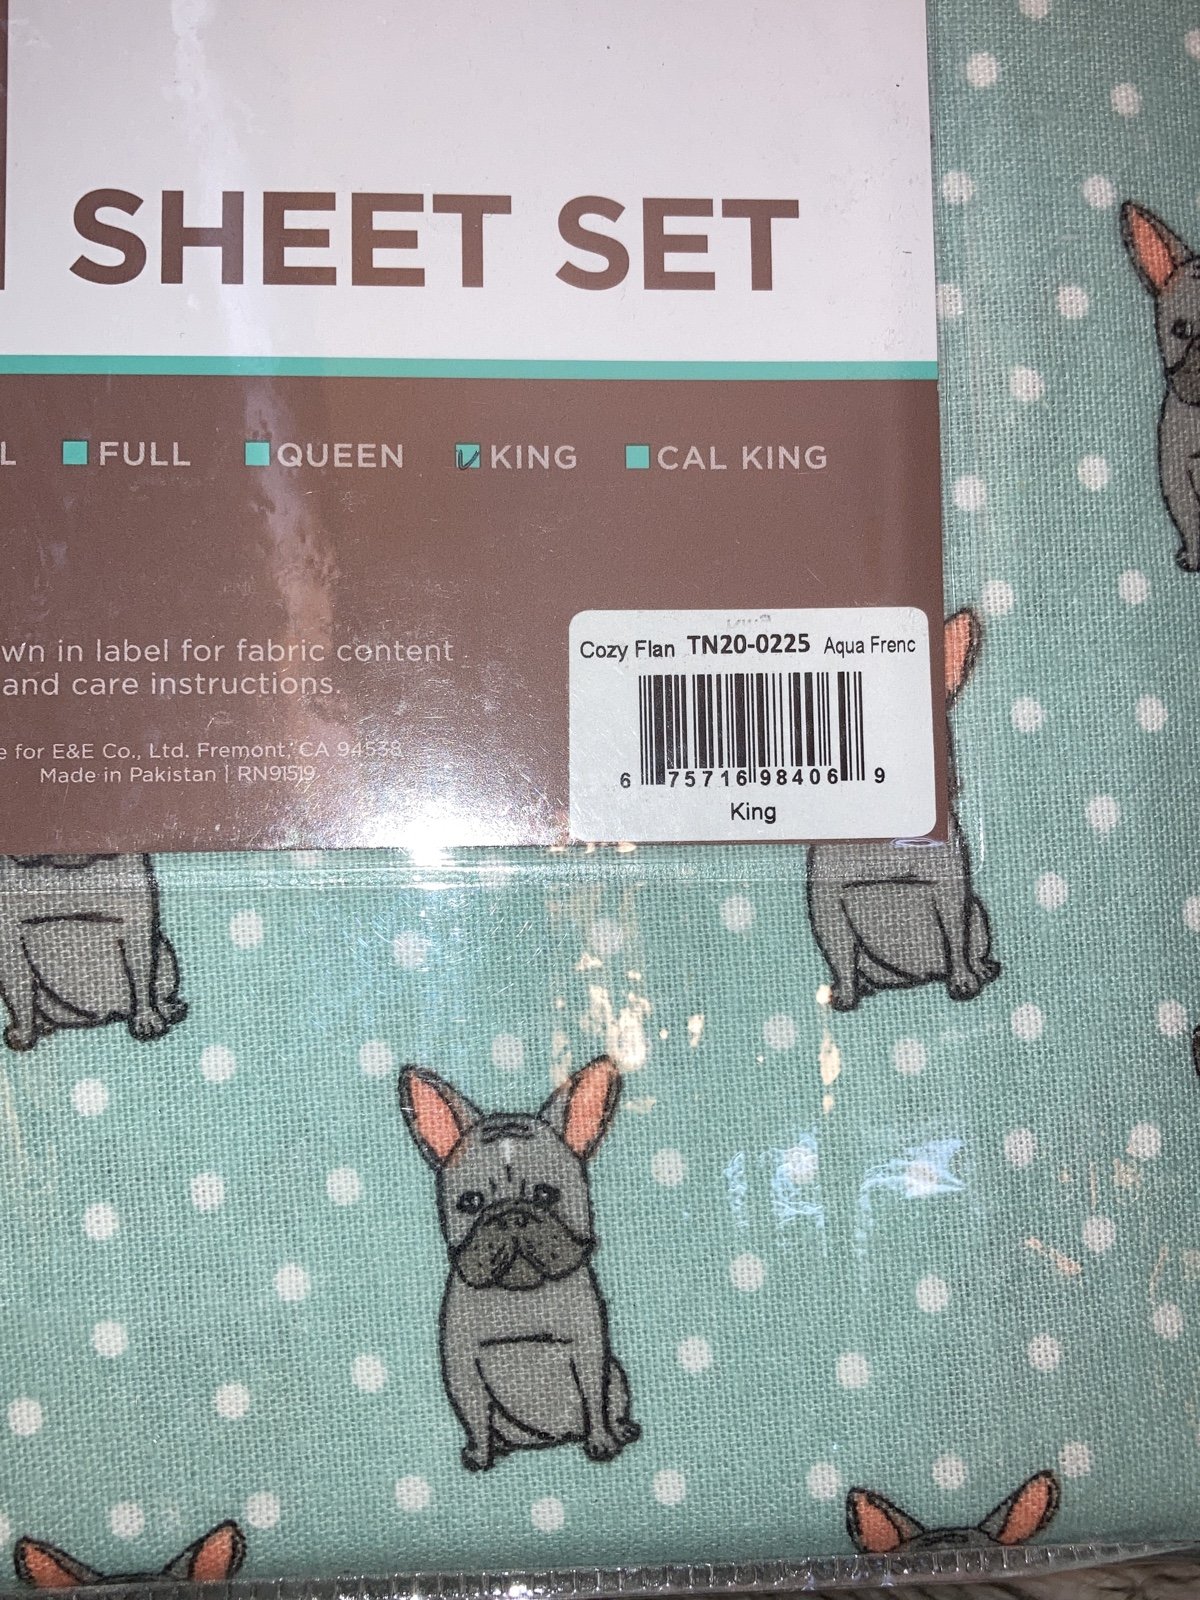 SHEET SET
L FULL QUEEN KING CAL KING
wn in label for fabric content
and care instructions.
e for E&E Co., Ltd. Fremont, CA 94538
Made in Pakistan | RN91519
Cozy Flan TN20-0225 Aqua Frenc
6 75716 98406 9
King